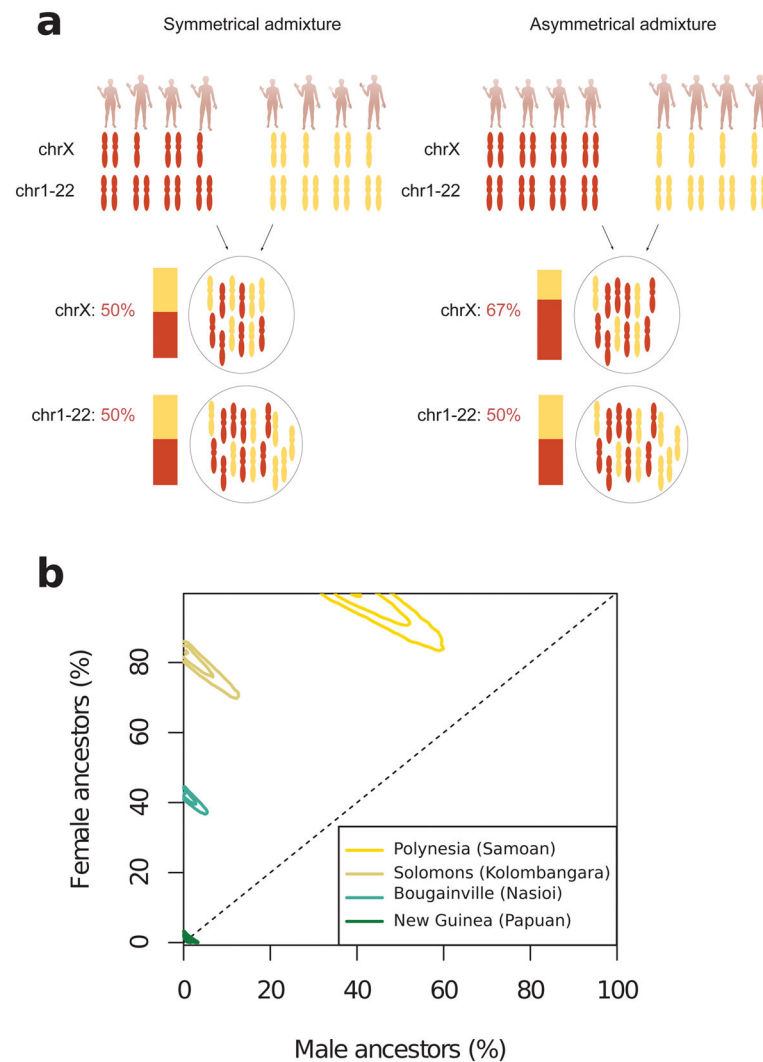 a
Symmetrical admixture
Asymmetrical admixture
chrX
chrX
chr1-22
chr1-22
chrX: 50%
chrX: 67%
chr1-22: 50%
chr1-22: 50%
b
Female ancestors (%)
80
60
40
20
0
Polynesia (Samoan)
Solomons (Kolombangara)
Bougainville (Nasioi)
New Guinea (Papuan)
0 20 40 60 80 100
Male ancestors (%)